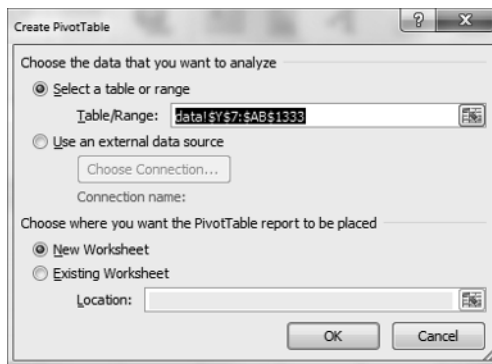 Create PivotTable
Choose the data that you want to analyze
Select a table or range
Table/Range: data!$Y$7:$AB$1333
Use an external data source
Choose Connection...
Connection name:
Choose where you want the PivotTable report to be placed
New Worksheet
Existing Worksheet
Location:
OK Cancel